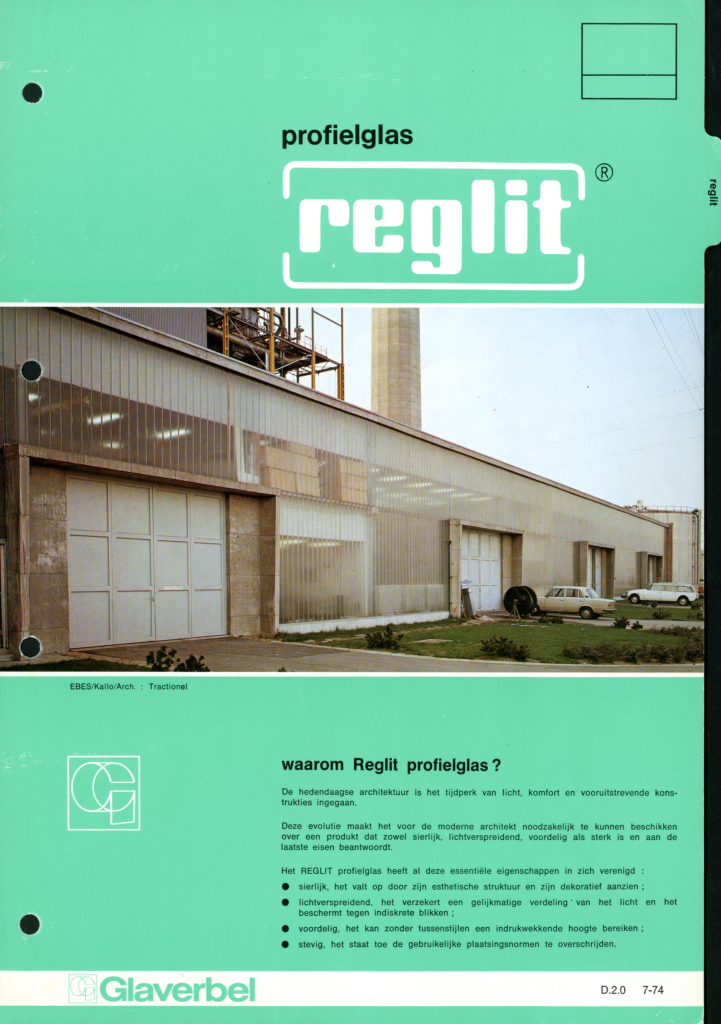 profielglas
reglit ®
reglit
EBES/Kallo/Arch. : Tractionel
waarom Reglit profielglas ?
De hedendaagse architektuur is het tijdperk van licht, komfort en vooruitstrevende kons-
trukties ingegaan.
Deze evolutie maakt het voor de moderne architekt noodzakelijk te kunnen beschikken
over een produkt dat zowel sierlijk, lichtverspreidend, voordelig als sterk is en aan de
laatste eisen beantwoordt.
Het REGLIT profielglas heeft al deze essentiële eigenschappen in zich verenigd :
● sierlijk, het valt op door zijn esthetische struktuur en zijn dekoratief aanzien ;
● lichtverspreidend, het verzekert een gelijkmatige verdeling van het licht en het
beschermt tegen indiskrete blikken ;
● voordelig, het kan zonder tussenstijlen een indrukwekkende hoogte bereiken ;
● stevig, het staat toe de gebruikelijke plaatsingsnormen te overschrijden.
Glaverbel
D.2.0 7-74